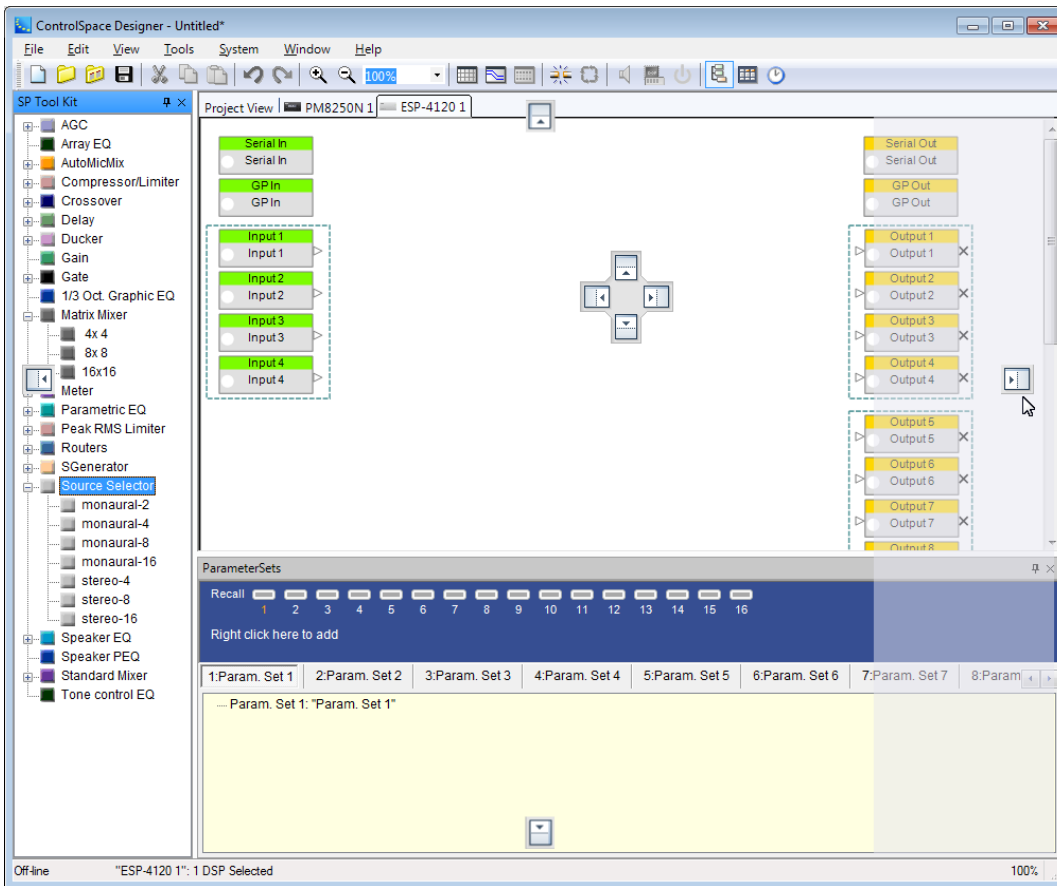 ControlSpace Designer - Untitled*
File Edit View Tools System Window Help
100%
SP Tool Kit
AGC
Array EQ
AutoMicMix
Compressor/Limiter
Crossover
Delay
Ducker
Gain
Gate
1/3 Oct. Graphic EQ
Matrix Mixer
4x 4
8x 8
16x16
Meter
Parametric EQ
Peak RMS Limiter
Routers
SGenerator
Source Selector
monaural-2
monaural-4
monaural-8
monaural-16
stereo-4
stereo-8
stereo-16
Speaker EQ
Speaker PEQ
Standard Mixer
Tone control EQ
Project View PM8250N 1 ESP-4120 1
Serial In
Serial In
GP In
GP In
Input 1
Input 1
Input 2
Input 2
Input 3
Input 3
Input 4
Input 4
Serial Out
Serial Out
GP Out
GP Out
Output 1
Output 1
Output 2
Output 2
Output 3
Output 3
Output 4
Output 4
Output 5
Output 5
Output 6
Output 6
Output 7
Output 7
Output 8
ParameterSets
Recall
1 2 3 4 5 6 7 8 9 10 11 12 13 14 15 16
Right click here to add
1:Param. Set 1 2:Param. Set 2 3:Param. Set 3 4:Param. Set 4 5:Param. Set 5 6:Param. Set 6 7:Param. Set 7 8:Param
Param. Set 1: "Param. Set 1"
Off-line "ESP-4120 1": 1 DSP Selected 100%